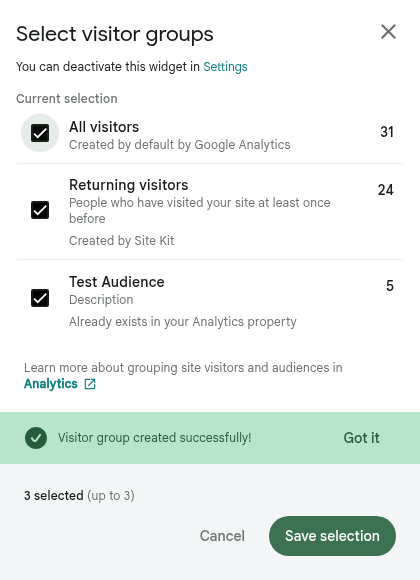 Select visitor groups
You can deactivate this widget in Settings
Current selection
All visitors
31
Created by default by Google Analytics
Returning visitors
24
People who have visited your site at least once
before
Created by Site Kit
Test Audience
5
Description
Already exists in your Analytics property
Learn more about grouping site visitors and audiences in
Analytics
Visitor group created successfully!
Got it
3 selected (up to 3)
Cancel
Save selection